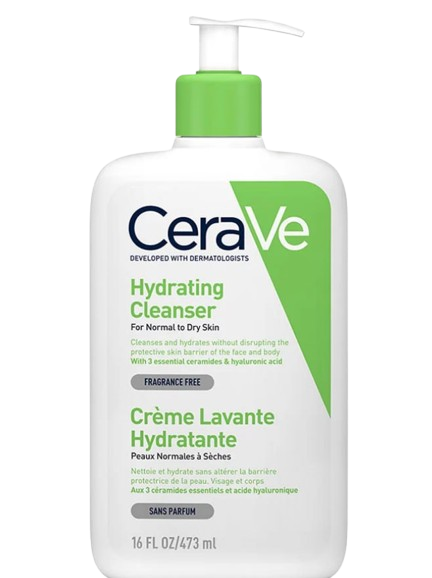 CeraVe
DEVELOPED WITH DERMATOLOGISTS
Hydrating
Cleanser
For Normal to Dry Skin
Cleanses and hydrates without disrupting the
protective skin barrier of the face and body
With 3 essential ceramides & hyaluronic acid
FRAGRANCE FREE
Crème Lavante
Hydratante
Peaux Normales à Sèches
Nettoie et hydrate sans altérer la barrière
protectrice de la peau. Visage et corps
Aux 3 céramides essentiels et acide hyaluronique
SANS PARFUM
16 FL OZ/473 ml